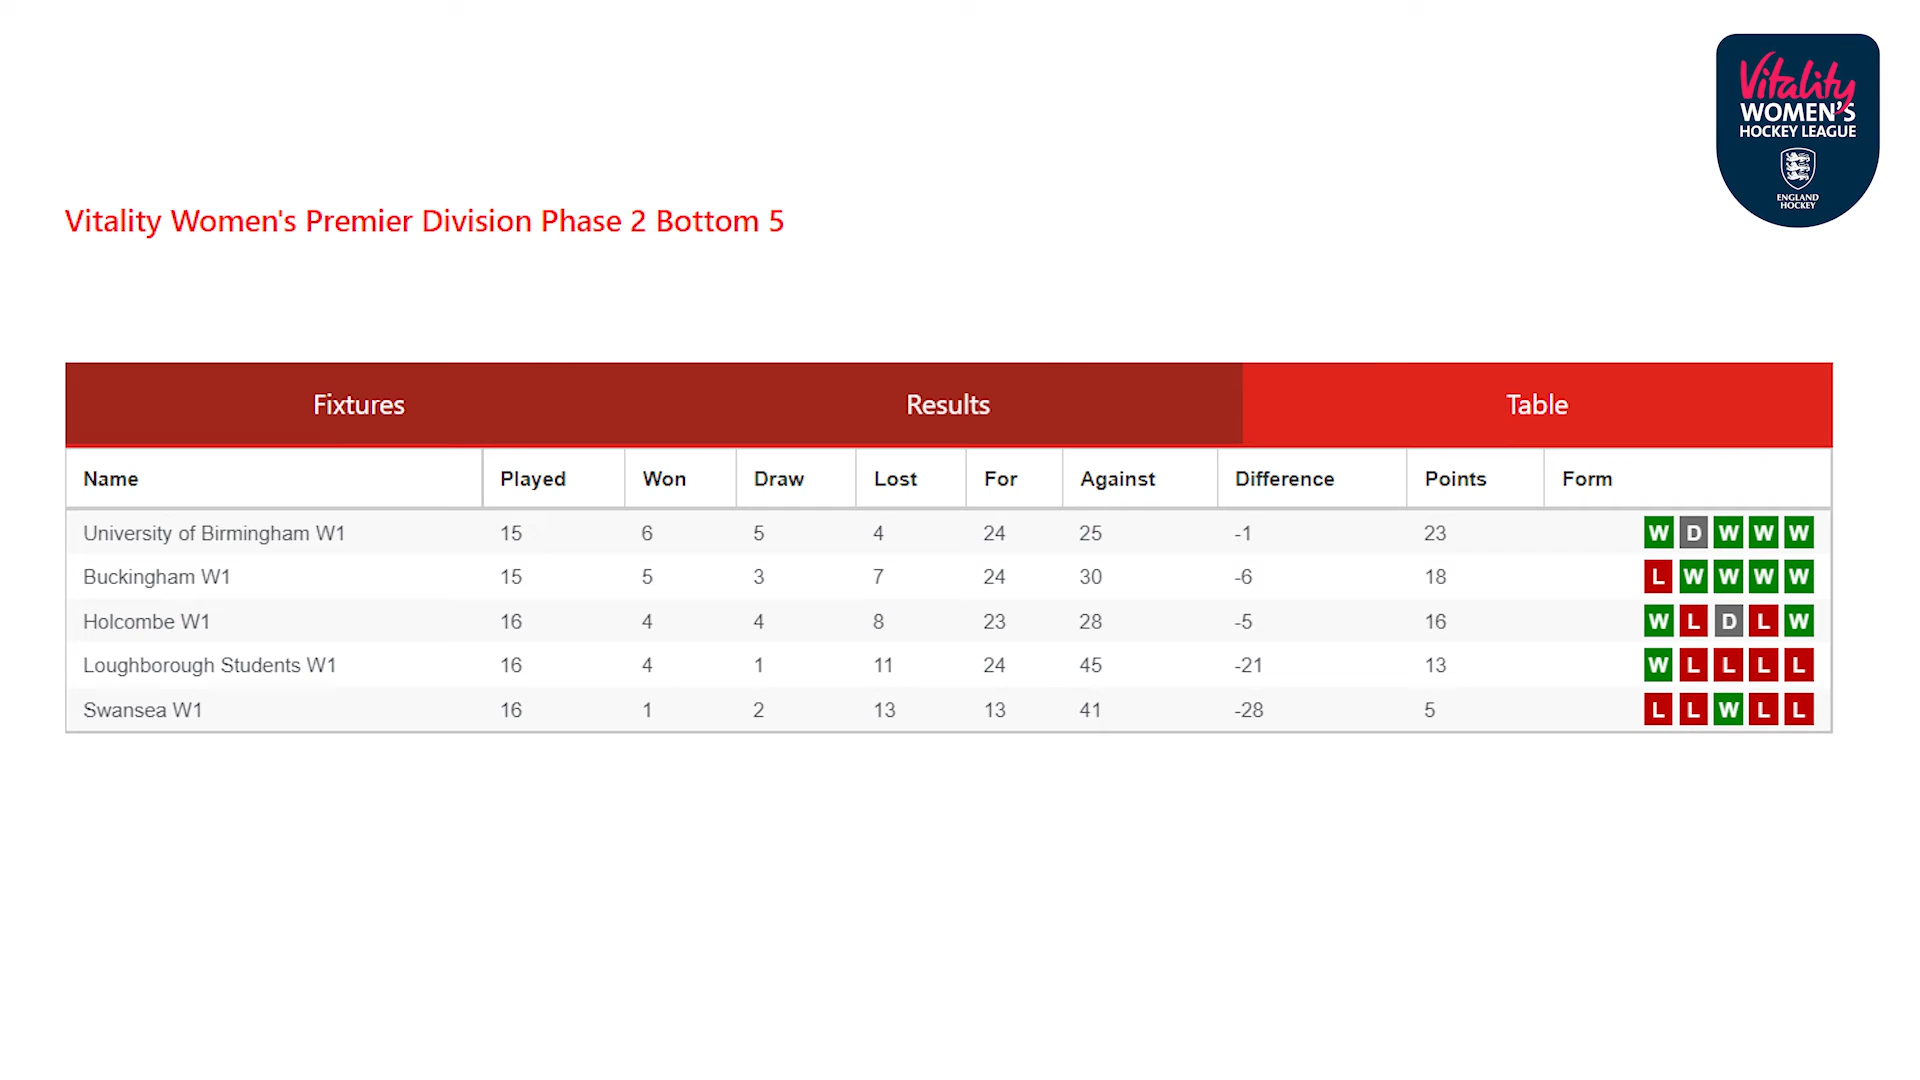 Vitality
WOMEN'S
HOCKEY LEAGUE
ENGLAND
HOCKEY
Vitality Women's Premier Division Phase 2 Bottom 5
Fixtures Results Table
Name Played Won Draw Lost For Against Difference Points Form
University of Birmingham W1 15 6 5 4 24 25 -1 23 W D W W W
Buckingham W1 15 5 3 7 24 30 -6 18 L W W W W
Holcombe W1 16 4 4 8 23 28 -5 16 W L D L W
Loughborough Students W1 16 4 1 11 24 45 -21 13 W L L L L
Swansea W1 16 1 2 13 13 41 -28 5 L L W L L